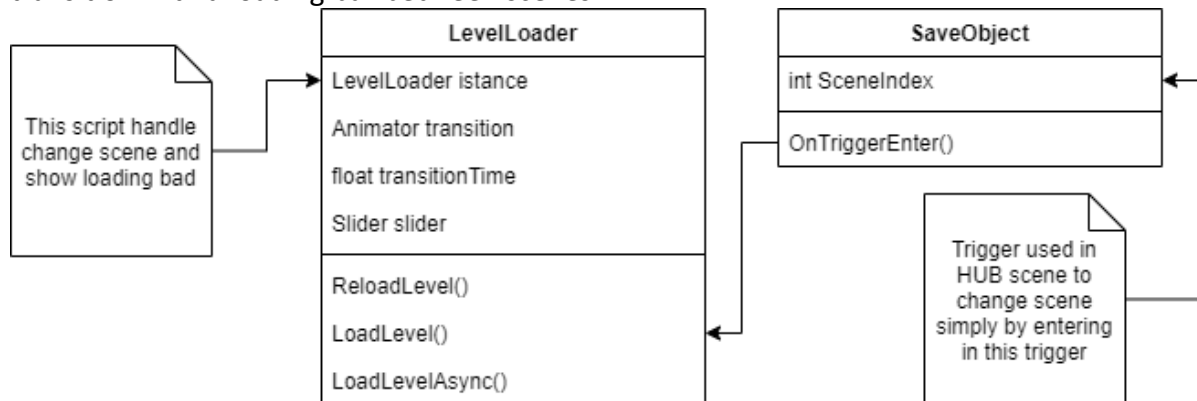 LevelLoader
SaveObject
LevelLoader istance
int SceneIndex
Animator transition
float transitionTime
Slider slider
OnTriggerEnter()
This script handle
change scene and
show loading bad
ReloadLevel()
LoadLevel()
LoadLevelAsync()
Trigger used in
HUB scene to
change scene
simply by entering
in this trigger